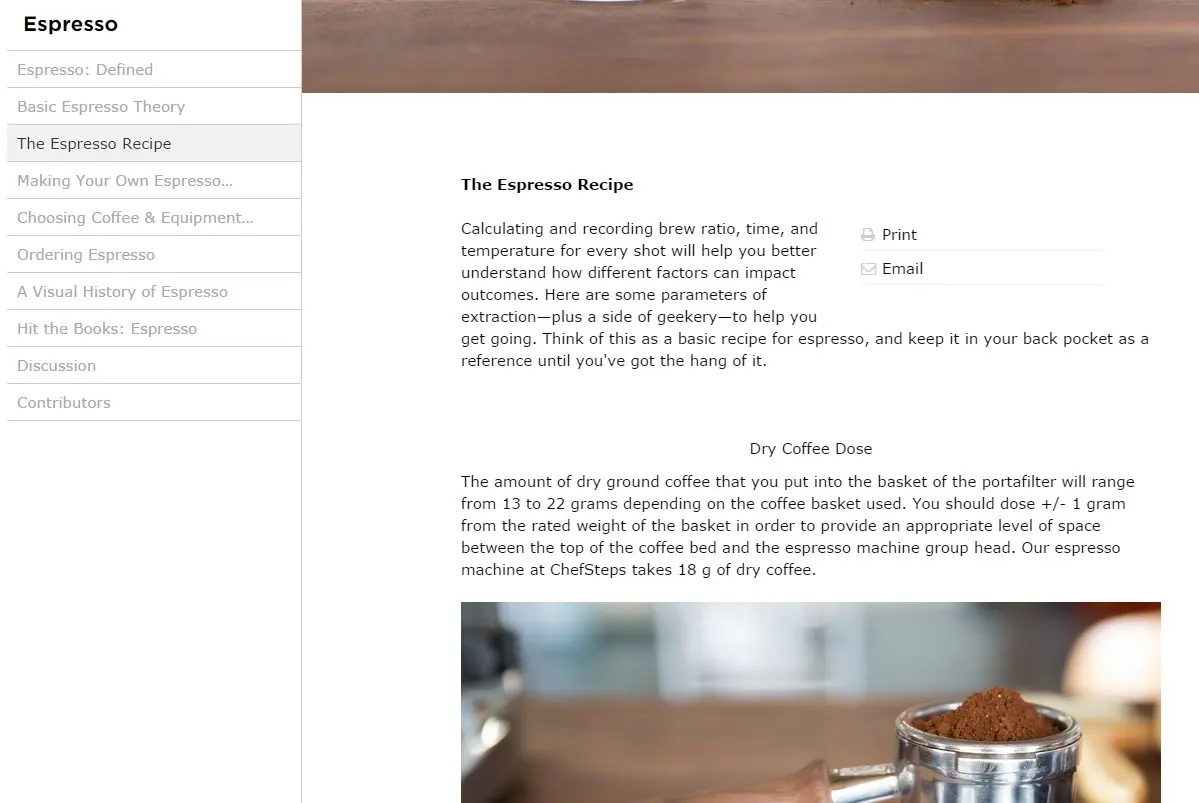 Espresso
Espresso: Defined
Basic Espresso Theory
The Espresso Recipe
Making Your Own Espresso...
Choosing Coffee & Equipment...
Ordering Espresso
A Visual History of Espresso
Hit the Books: Espresso
Discussion
Contributors
The Espresso Recipe
Calculating and recording brew ratio, time, and
temperature for every shot will help you better
understand how different factors can impact
outcomes. Here are some parameters of
extraction—plus a side of geekery—to help you
get going. Think of this as a basic recipe for espresso, and keep it in your back pocket as a
reference until you've got the hang of it.
Print
Email
Dry Coffee Dose
The amount of dry ground coffee that you put into the basket of the portafilter will range
from 13 to 22 grams depending on the coffee basket used. You should dose +/- 1 gram
from the rated weight of the basket in order to provide an appropriate level of space
between the top of the coffee bed and the espresso machine group head. Our espresso
machine at ChefSteps takes 18 g of dry coffee.